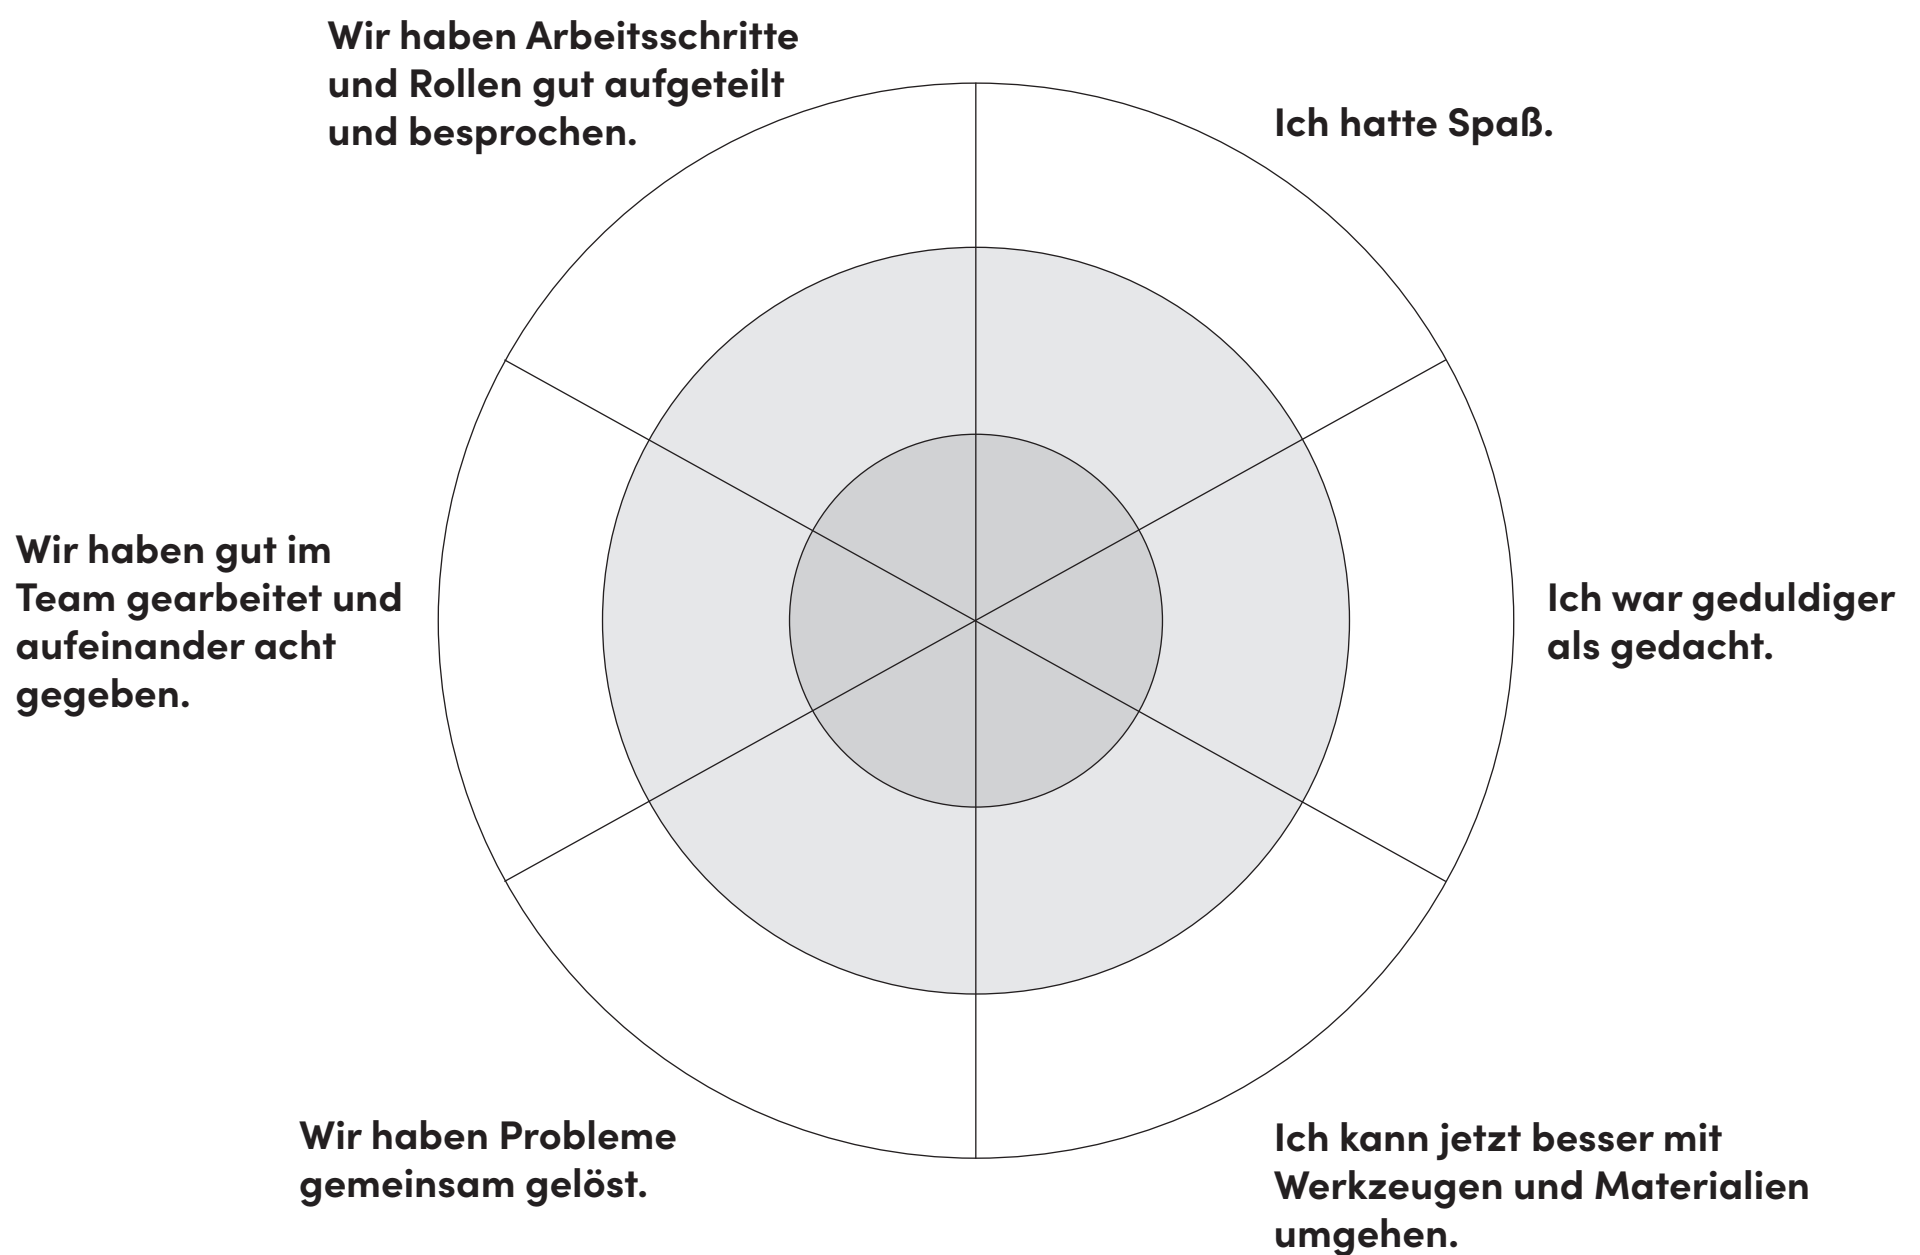 Wir haben Arbeitsschritte
und Rollen gut aufgeteilt
und besprochen.
Ich hatte Spaß.
Wir haben gut im
Team gearbeitet und
aufeinander acht
gegeben.
Ich war geduldiger
als gedacht.
Wir haben Probleme
gemeinsam gelöst.
Ich kann jetzt besser mit
Werkzeugen und Materialien
umgehen.